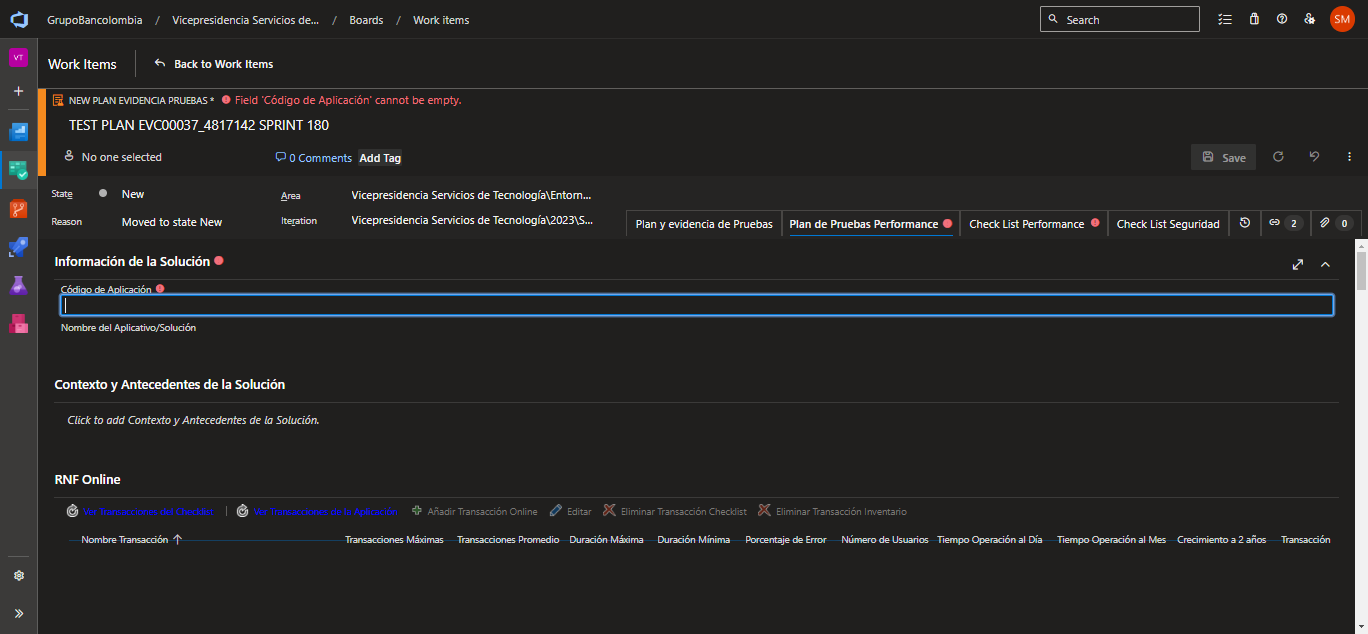 GrupoBancolombia / Vicepresidencia Servicios de... / Boards / Work items
Search
SM
VT
Work Items
Back to Work Items
NEW PLAN EVIDENCIA PRUEBAS * Field 'Código de Aplicación' cannot be empty.
TEST PLAN EVC00037_4817142 SPRINT 180
No one selected
0 Comments
Add Tag
Save
State
New
Area
Vicepresidencia Servicios de Tecnología\Entorn...
Reason
Moved to state New
Iteration
Vicepresidencia Servicios de Tecnología\2023\S...
Plan y evidencia de Pruebas
Plan de Pruebas Performance
Check List Performance
Check List Seguridad
2
0
Información de la Solución
Código de Aplicación
Nombre del Aplicativo/Solución
Contexto y Antecedentes de la Solución
Click to add Contexto y Antecedentes de la Solución.
RNF Online
Ver Transacciones del Checklist | Ver Transacciones de la Aplicación Añadir Transacción Online Editar Eliminar Transacción Checklist Eliminar Transacción Inventario
Nombre Transacción Transacciones Máximas Transacciones Promedio Duración Máxima Duración Mínima Porcentaje de Error Número de Usuarios Tiempo Operación al Día Tiempo Operación al Mes Crecimiento a 2 años Transacción